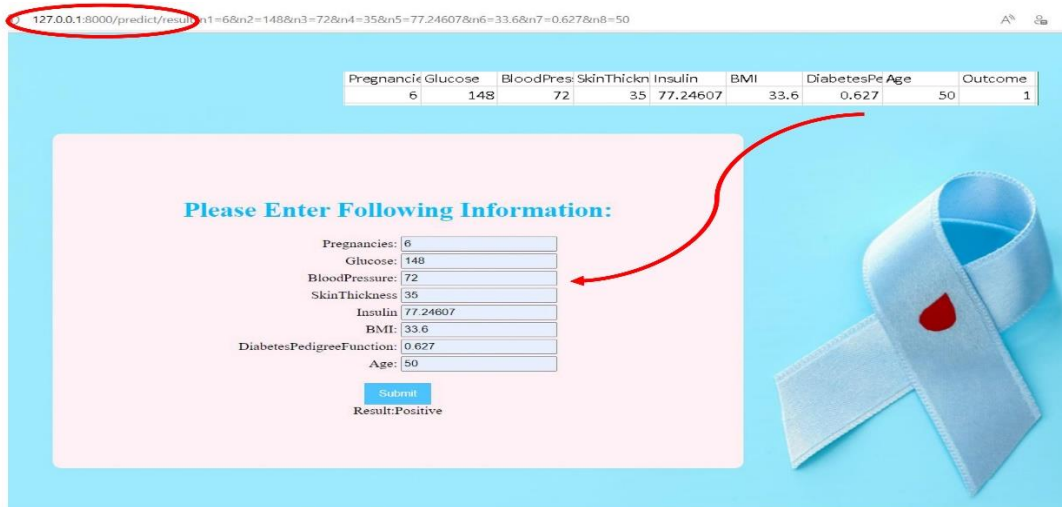 127.0.0.1:8000/predict/result n1=6&n2=148&n3=72&n4=35&n5=77.24607&n6=33.6&n7=0.627&n8=50
Pregnancie Glucose BloodPres SkinThickn Insulin BMI DiabetesPe Age Outcome
6 148 72 35 77.24607 33.6 0.627 50 1
Please Enter Following Information:
Pregnancies: 6
Glucose: 148
BloodPressure: 72
SkinThickness 35
Insulin 77.24607
BMI: 33.6
DiabetesPedigreeFunction: 0.627
Age: 50
Submit
Result:Positive